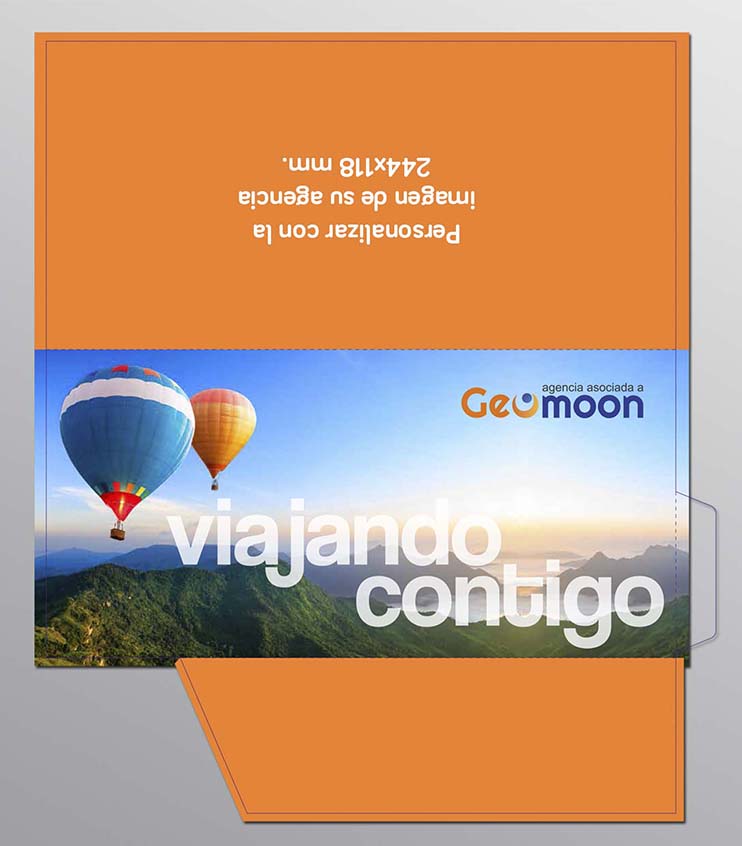 Personalizar con la
imagen de su agencia
244x118 mm.
agencia asociada a
Geomoon
viajando
contigo